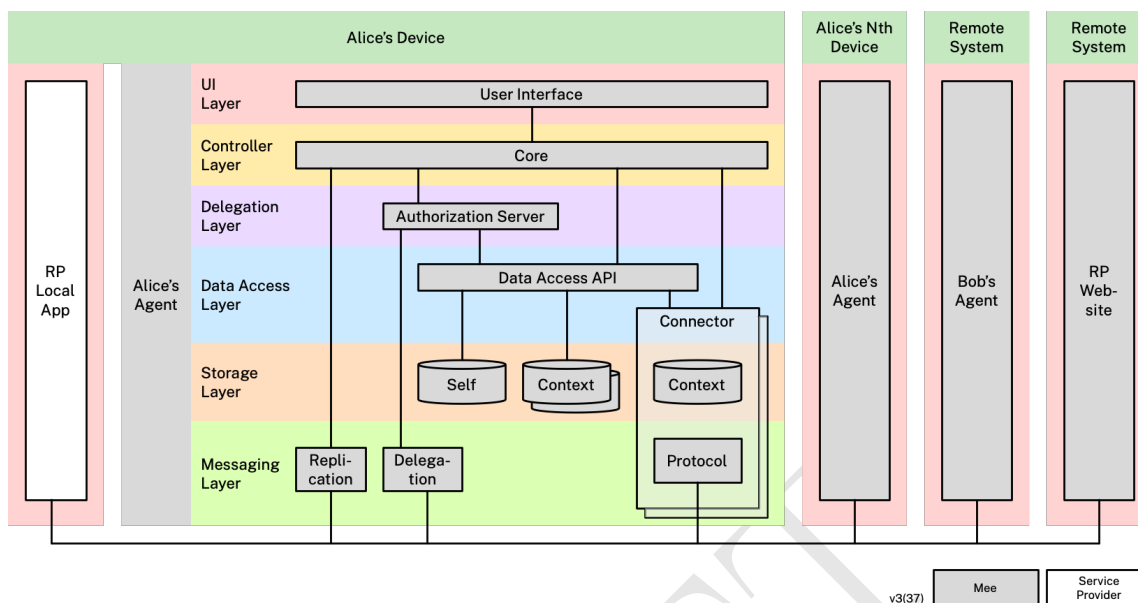 Alice's Device
Alice's Nth
Device
Remote
System
Remote
System
UI
Layer
User Interface
Controller
Layer
Core
Delegation
Layer
Authorization Server
RP
Local
App
Alice's
Agent
Data Access
Layer
Data Access API
Connector
Alice's
Agent
Bob's
Agent
RP
Web-
site
Storage
Layer
Self
Context
Context
Messaging
Layer
Repli-
cation
Delega-
tion
Protocol
v3(37)
Mee
Service
Provider